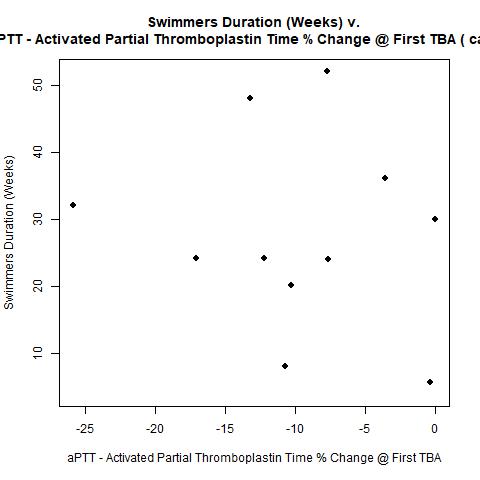 Swimmers Duration (Weeks) v.
PTT - Activated Partial Thromboplastin Time % Change @ First TBA ( ca
Swimmers Duration (Weeks)
50
40
30
20
10
-25 -20 -15 -10 -5 0
aPTT - Activated Partial Thromboplastin Time % Change @ First TBA